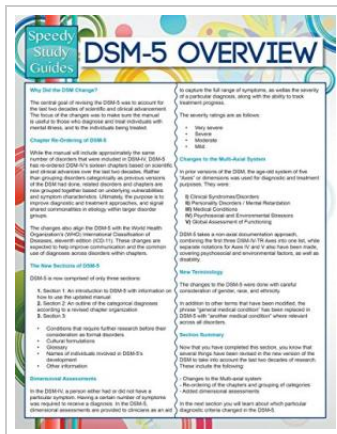 Speedy
Study
Guides
DSM-5 OVERVIEW
Why Did the DSM Change?
The central goal of revising the DSM-5 was to account for
the last two decades of scientific and clinical advancement.
The focus of the changes was to make sure the manual
is useful to those who diagnose and treat individuals with
mental illness, and to the individuals being treated.
Chapter Re-Ordering of DSM-5
While the manual will include approximately the same
number of disorders that were included in DSM-IV, DSM-5
has re-ordered DSM-IV's sixteen chapters based on scientific
and clinical advances over the last two decades. Rather
than grouping disorders categorically as previous versions
of the DSM had done, related disorders and chapters are
now grouped together based on underlying vulnerabilities
and symptom characteristics. Ultimately, the purpose is to
improve diagnostic and treatment approaches, and signal
shared commonalities in etiology within larger disorder
groups.
The changes also align the DSM-5 with the World Health
Organization's (WHO) International Classification of
Diseases, eleventh edition (ICD-11). These changes are
expected to help improve communication and the common
use of diagnoses across disorders within chapters.
The New Sections of DSM-5
DSM-5 is now comprised of only three sections:
1. Section 1: An introduction to DSM-5 with information on
how to use the updated manual
2. Section 2: An outline of the categorical diagnoses
according to a revised chapter organization
3. Section 3:
• Conditions that require further research before their
consideration as formal disorders.
• Cultural formulations
• Glossary
• Names of individuals involved in DSM-5's
development
• Other information
Dimensional Assessments
In the DSM-IV, a person either had or did not have a
particular symptom. Having a certain number of symptoms
was required to receive a diagnosis. In the DSM-5,
dimensional assessments are provided to clinicians as an aid
to capture the full range of symptoms, as well as the severity
of a particular diagnosis, along with the ability to track
treatment progress.
The severity ratings are as follows:
• Very severe
• Severe
• Moderate
• Mild
Changes to the Multi-Axial System
In prior versions of the DSM, the age-old system of five
"Axes" or dimensions was used for diagnostic and treatment
purposes. They were:
I) Clinical Syndromes/Disorders
II) Personality Disorders / Mental Retardation
III) Medical Conditions
IV) Psychosocial and Environmental Stressors
V) Global Assessment of Functioning.
DSM-5 takes a non-axial documentation approach,
combining the first three DSM-IV-TR Axes into one list, while
separate notations for Axis IV and V also have been made,
covering psychosocial and environmental factors, as well as
disability.
New Terminology
The changes to the DSM-5 were done with careful
consideration of gender, race, and ethnicity.
In addition to other terms that have been modified, the
phrase "general medical condition" has been replaced in
DSM-5 with "another medical condition" where relevant
across all disorders.
Section Summary
Now that you have completed this section, you know that
several things have been revised in the new version of the
DSM to take into account the last two decades of research.
These include the following:
- Changes to the Multi-axial system
- Re-ordering of the chapters and grouping of categories
- Added dimensional assessments
In the next section you will learn about which particular
diagnostic criteria changed in the DSM-5.